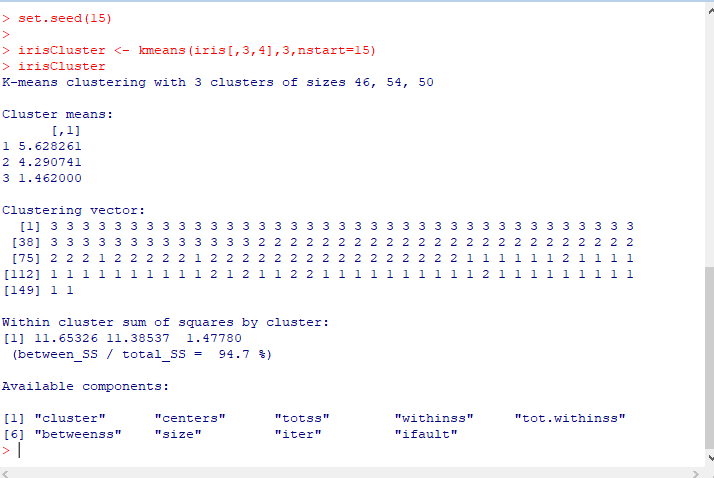 > set.seed(15)
>
> irisCluster <- kmeans(iris[,3,4],3,nstart=15)
> irisCluster
K-means clustering with 3 clusters of sizes 46, 54, 50

Cluster means:
      [,1]
1 5.628261
2 4.290741
3 1.462000

Clustering vector:
  [1] 3 3 3 3 3 3 3 3 3 3 3 3 3 3 3 3 3 3 3 3 3 3 3 3 3 3 3 3 3 3 3 3 3 3 3 3 3
 [38] 3 3 3 3 3 3 3 3 3 3 3 3 3 2 2 2 2 2 2 2 2 2 2 2 2 2 2 2 2 2 2 2 2 2 2 2 2
 [75] 2 2 2 1 2 2 2 2 2 1 2 2 2 2 2 2 2 2 2 2 2 2 2 2 2 2 1 1 1 1 1 1 2 1 1 1 1
[112] 1 1 1 1 1 1 1 1 1 1 2 1 2 1 1 2 2 1 1 1 1 1 1 1 1 1 1 2 1 1 1 1 1 1 1 1 1
[149] 1 1

Within cluster sum of squares by cluster:
[1] 11.65326 11.38537  1.47780
 (between_SS / total_SS =  94.7 %)

Available components:

[1] "cluster"      "centers"      "totss"        "withinss"     "tot.withinss"
[6] "betweenss"    "size"         "iter"         "ifault"
>